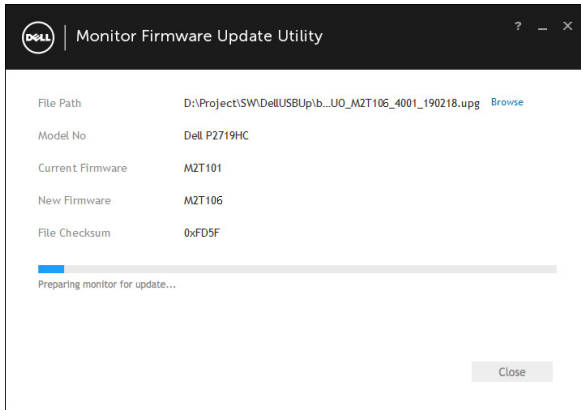 DELL Monitor Firmware Update Utility ? _ ×
File Path D:\Project\SW\DellUSBUp\b...UO_M2T106_4001_190218.upg Browse
Model No Dell P2719HC
Current Firmware M2T101
New Firmware M2T106
File Checksum 0xFD5F
Preparing monitor for update...
Close